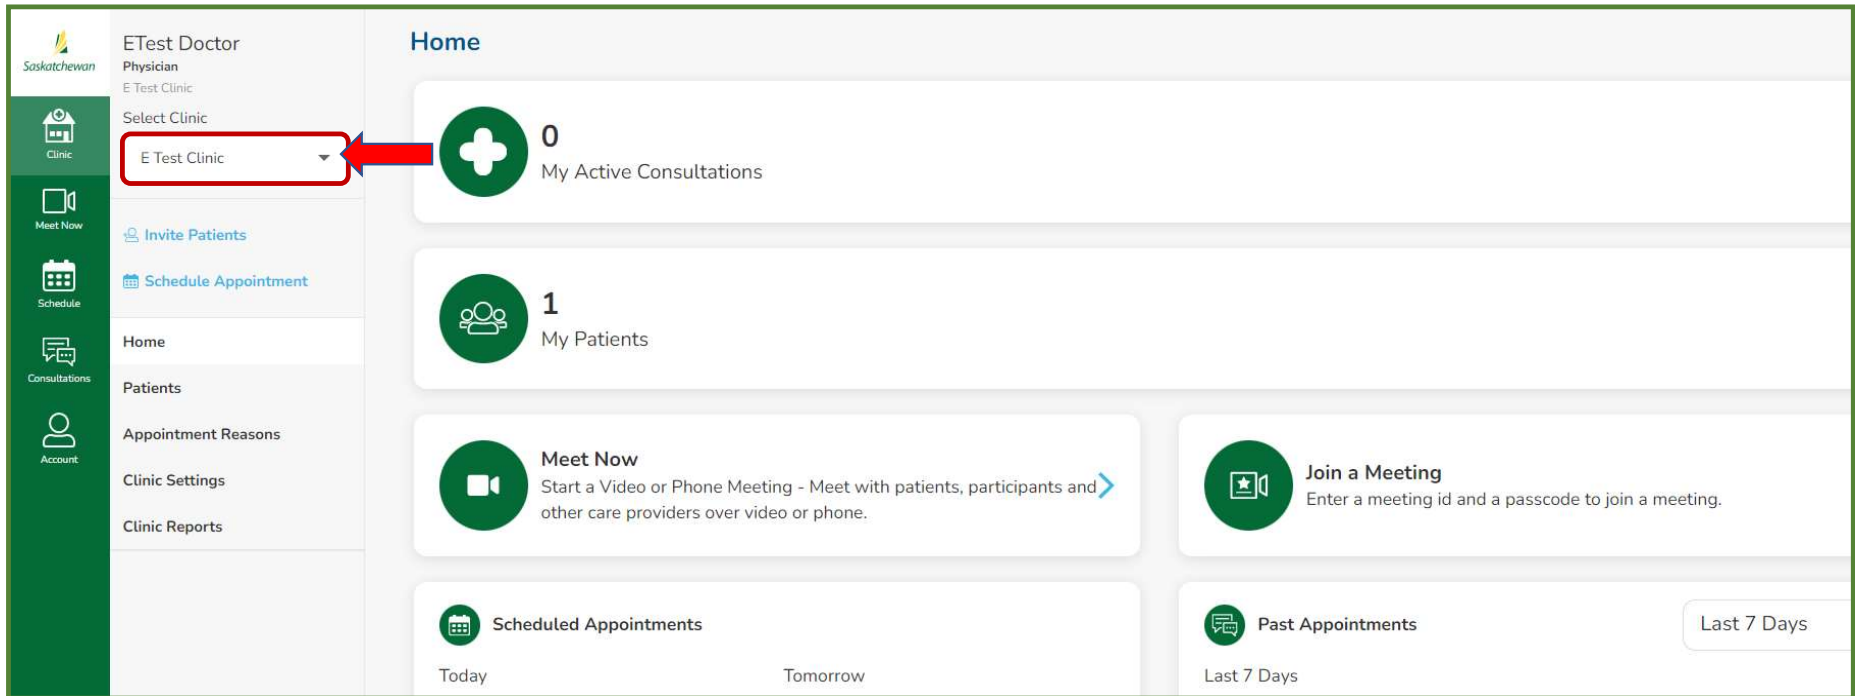 Saskatchewan
Clinic
Meet Now
Schedule
Consultations
Account
ETest Doctor
Physician
E Test Clinic
Select Clinic
E Test Clinic
Invite Patients
Schedule Appointment
Home
Patients
Appointment Reasons
Clinic Settings
Clinic Reports
Home
0
My Active Consultations
1
My Patients
Meet Now
Start a Video or Phone Meeting - Meet with patients, participants and
other care providers over video or phone.
Join a Meeting
Enter a meeting id and a passcode to join a meeting.
Scheduled Appointments
Today
Tomorrow
Past Appointments
Last 7 Days
Last 7 Days